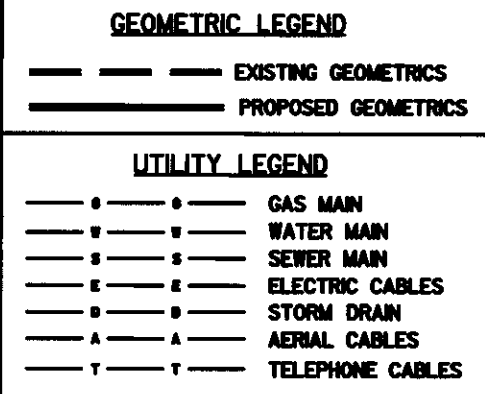 GEOMETRIC LEGEND
EXISTING GEOMETRICS
PROPOSED GEOMETRICS
UTILITY LEGEND
G G GAS MAIN
W W WATER MAIN
S S SEWER MAIN
E E ELECTRIC CABLES
D D STORM DRAIN
A A AERIAL CABLES
T T TELEPHONE CABLES